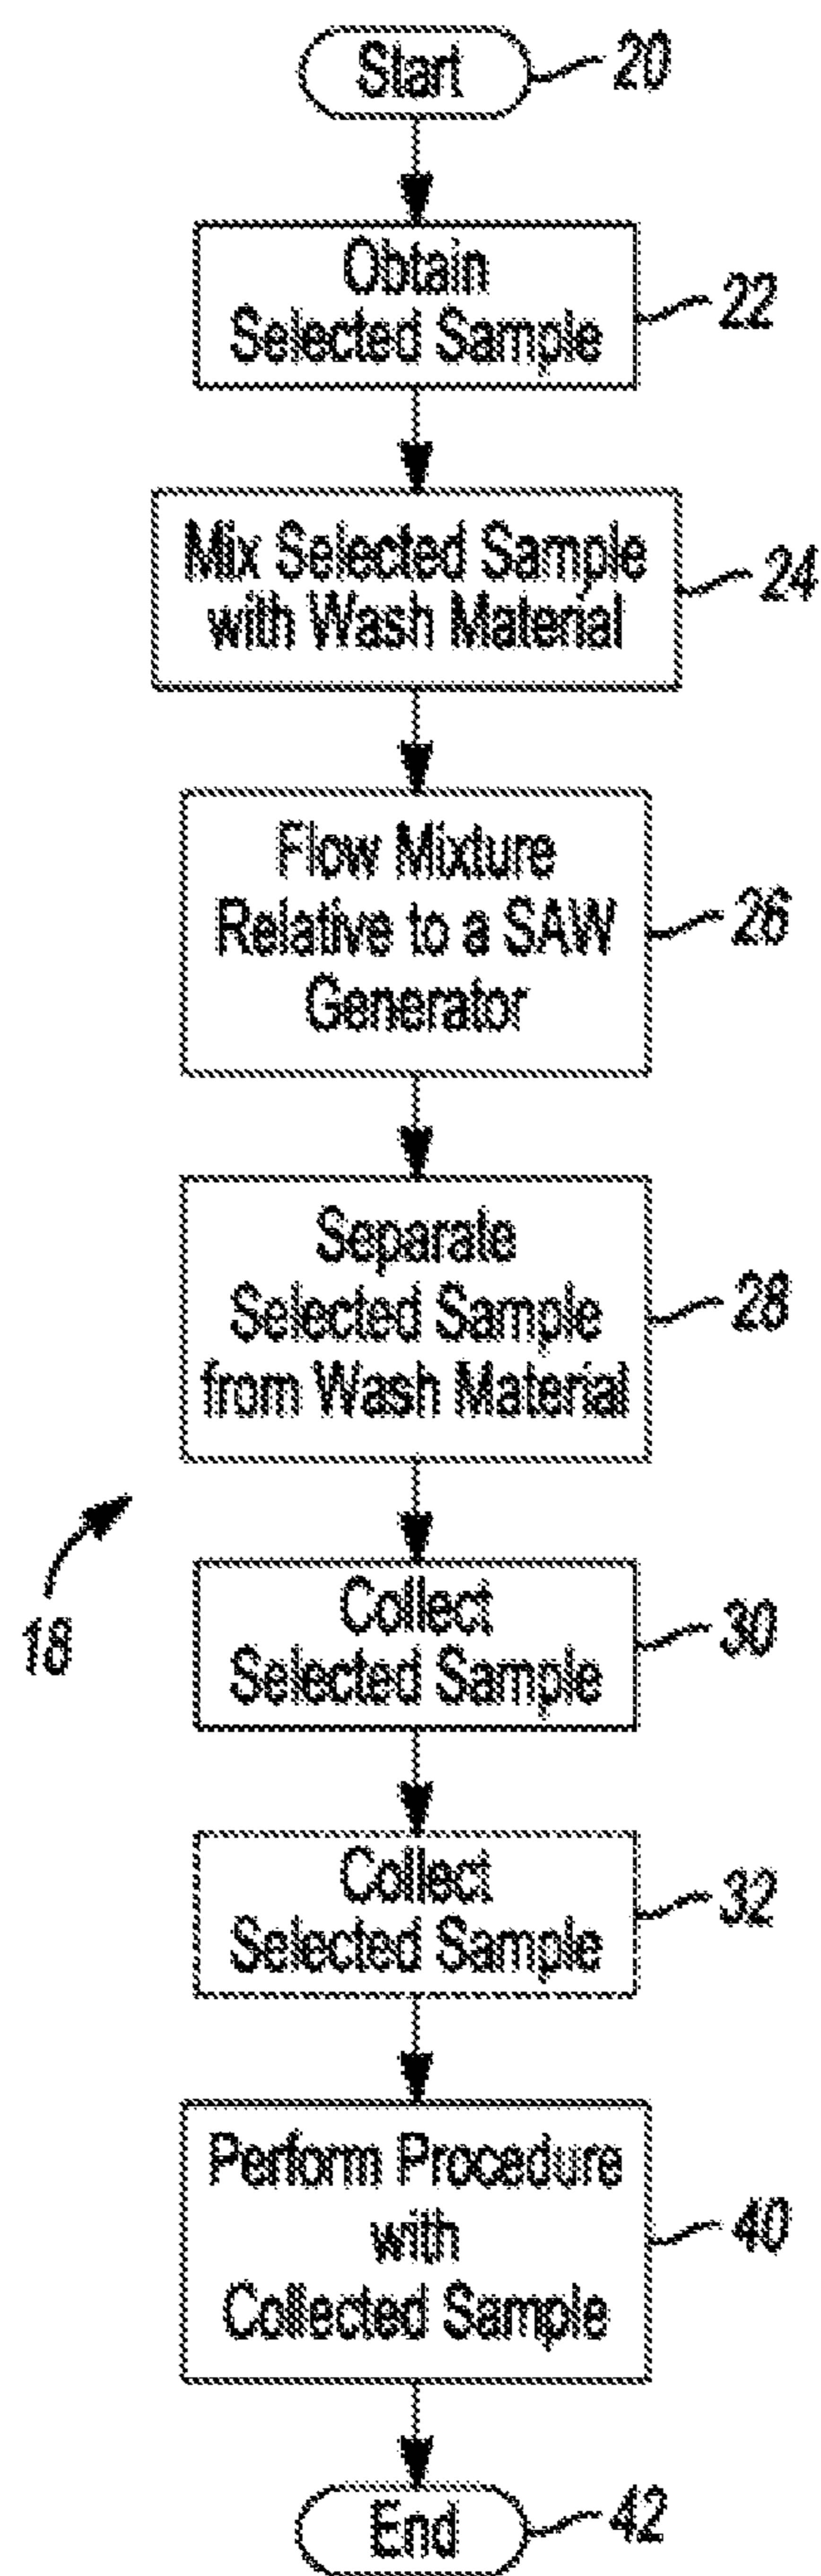 Start
20
Obtain
Selected Sample
22
Mix Selected Sample
with Wash Material
24
Flow Mixture
Relative to a SAW
Generator
26
Separate
Selected Sample
from Wash Material
28
18
Collect
Selected Sample
30
Collect
Selected Sample
32
Perform Procedure
with
Collected Sample
40
End
42